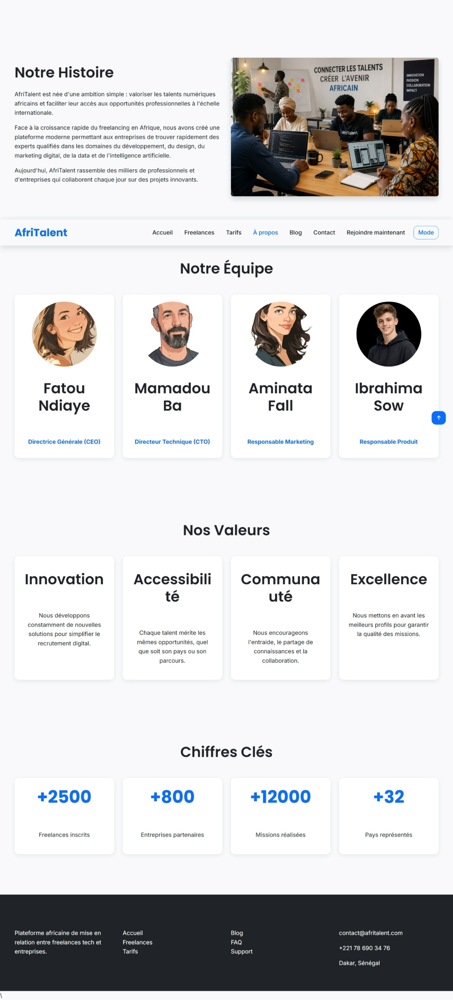 Notre Histoire
AfriTalent est née d'une ambition simple : valoriser les talents numériques
africains et faciliter leur accès aux opportunités professionnelles à l'échelle
internationale.
Face à la croissance rapide du freelancing en Afrique, nous avons créé une
plateforme moderne permettant aux entreprises de trouver rapidement des
experts qualifiés dans les domaines du développement, du design, du
marketing digital, de la data et de l'intelligence artificielle.
Aujourd'hui, AfriTalent rassemble des milliers de professionnels et
d'entreprises qui collaborent chaque jour sur des projets innovants.
CONNECTER LES TALENTS
CRÉER L'AVENIR
AFRICAIN
INNOVATION
PASSION
COLLABORATION
IMPACT
AfriTalent
AfriTalent
AfriTalent
Accueil
Freelances
Tarifs
À propos
Blog
Contact
Rejoindre maintenant
Mode
Notre Équipe
Fatou
Ndiaye
Directrice Générale (CEO)
Mamadou
Ba
Directeur Technique (CTO)
Aminata
Fall
Responsable Marketing
Ibrahima
Sow
Responsable Produit
↑
Nos Valeurs
Innovation
Nous développons
constamment de nouvelles
solutions pour simplifier le
recrutement digital.
Accessibili
té
Chaque talent mérite les
mêmes opportunités, quel
que soit son pays ou son
parcours.
Communa
uté
Nous encourageons
l'entraide, le partage de
connaissances et la
collaboration.
Excellence
Nous mettons en avant les
meilleurs profils pour garantir
la qualité des missions.
Chiffres Clés
+2500
Freelances inscrits
+800
Entreprises partenaires
+12000
Missions réalisées
+32
Pays représentés
Plateforme africaine de mise en
relation entre freelances tech et
entreprises.
Accueil
Freelances
Tarifs
Blog
FAQ
Support
contact@afritalent.com
+221 78 690 34 76
Dakar, Sénégal
\